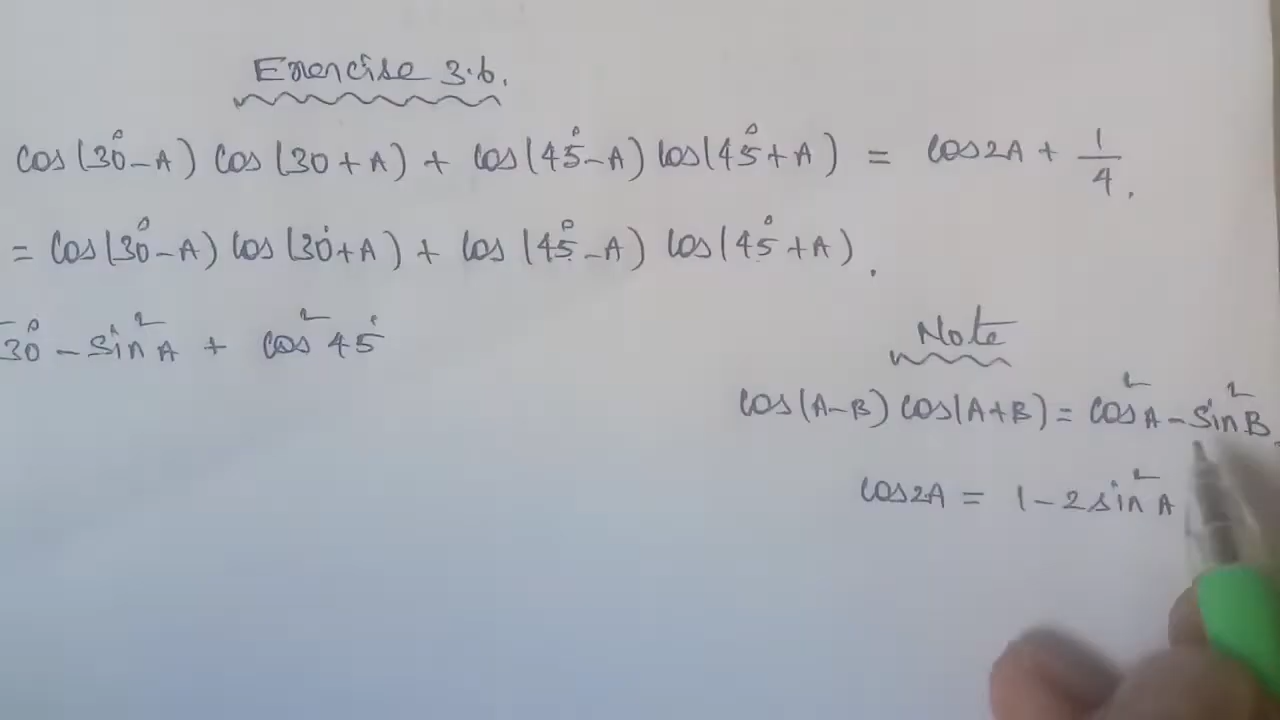 Exercise 3.6.
cos(30°-A) cos(30+A) + cos(45°-A) cos(45°+A) = cos2A + 1/4.
= cos(30°-A) cos(30°+A) + cos(45°-A) cos(45°+A).
30° - sin²A + cos²45°
Note
cos(A-B) cos(A+B) = cos²A - sin²B
cos2A = 1-2sin²A